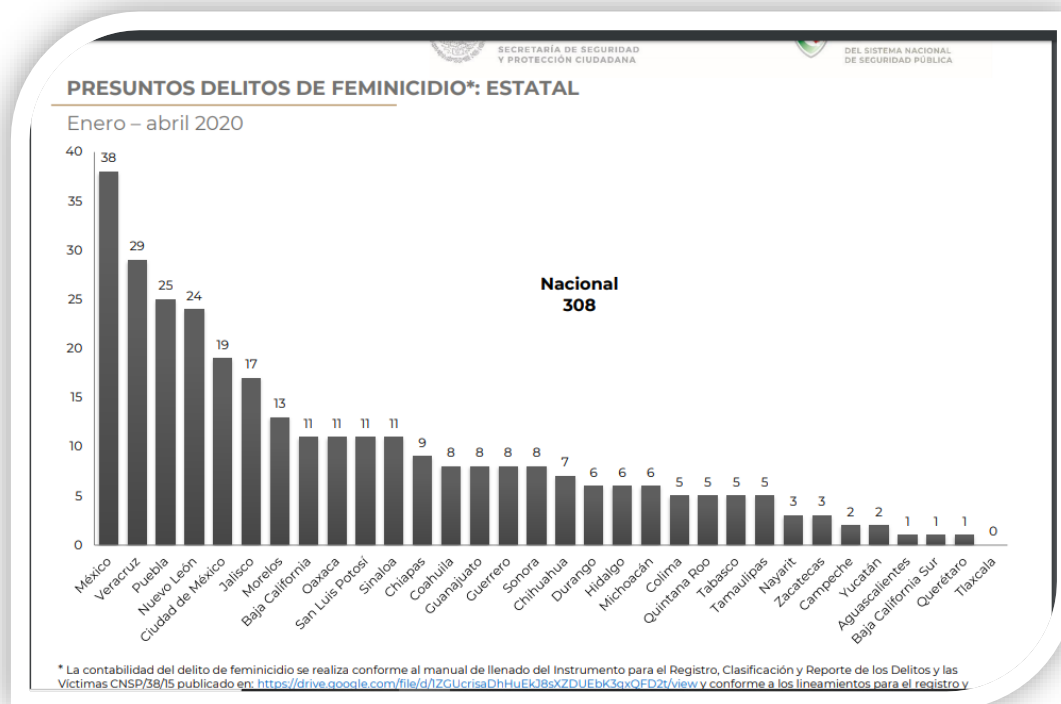 SECRETARÍA DE SEGURIDAD
Y PROTECCIÓN CIUDADANA
DEL SISTEMA NACIONAL
DE SEGURIDAD PÚBLICA
PRESUNTOS DELITOS DE FEMINICIDIO*: ESTATAL
Enero – abril 2020
40
35
30
25
20
15
10
5
0
38
29
25
24
19
17
13
11
11
11
11
9
8
8
8
8
7
6
6
6
5
5
5
5
3
3
2
2
1
1
1
0
Nacional
308
México
Veracruz
Puebla
Nuevo León
Ciudad de México
Jalisco
Morelos
Baja California
Oaxaca
San Luis Potosí
Sinaloa
Chiapas
Coahuila
Guanajuato
Guerrero
Sonora
Chihuahua
Durango
Hidalgo
Michoacán
Colima
Quintana Roo
Tabasco
Tamaulipas
Nayarit
Zacatecas
Campeche
Yucatán
Aguascalientes
Baja California Sur
Querétaro
Tlaxcala
* La contabilidad del delito de feminicidio se realiza conforme al manual de llenado del Instrumento para el Registro, Clasificación y Reporte de los Delitos y las
Víctimas CNSP/38/15 publicado en: https://drive.google.com/file/d/1ZGUcrisaDhHuEkJ8sXZDUEbK3gxQFD2t/view y conforme a los lineamientos para el registro y